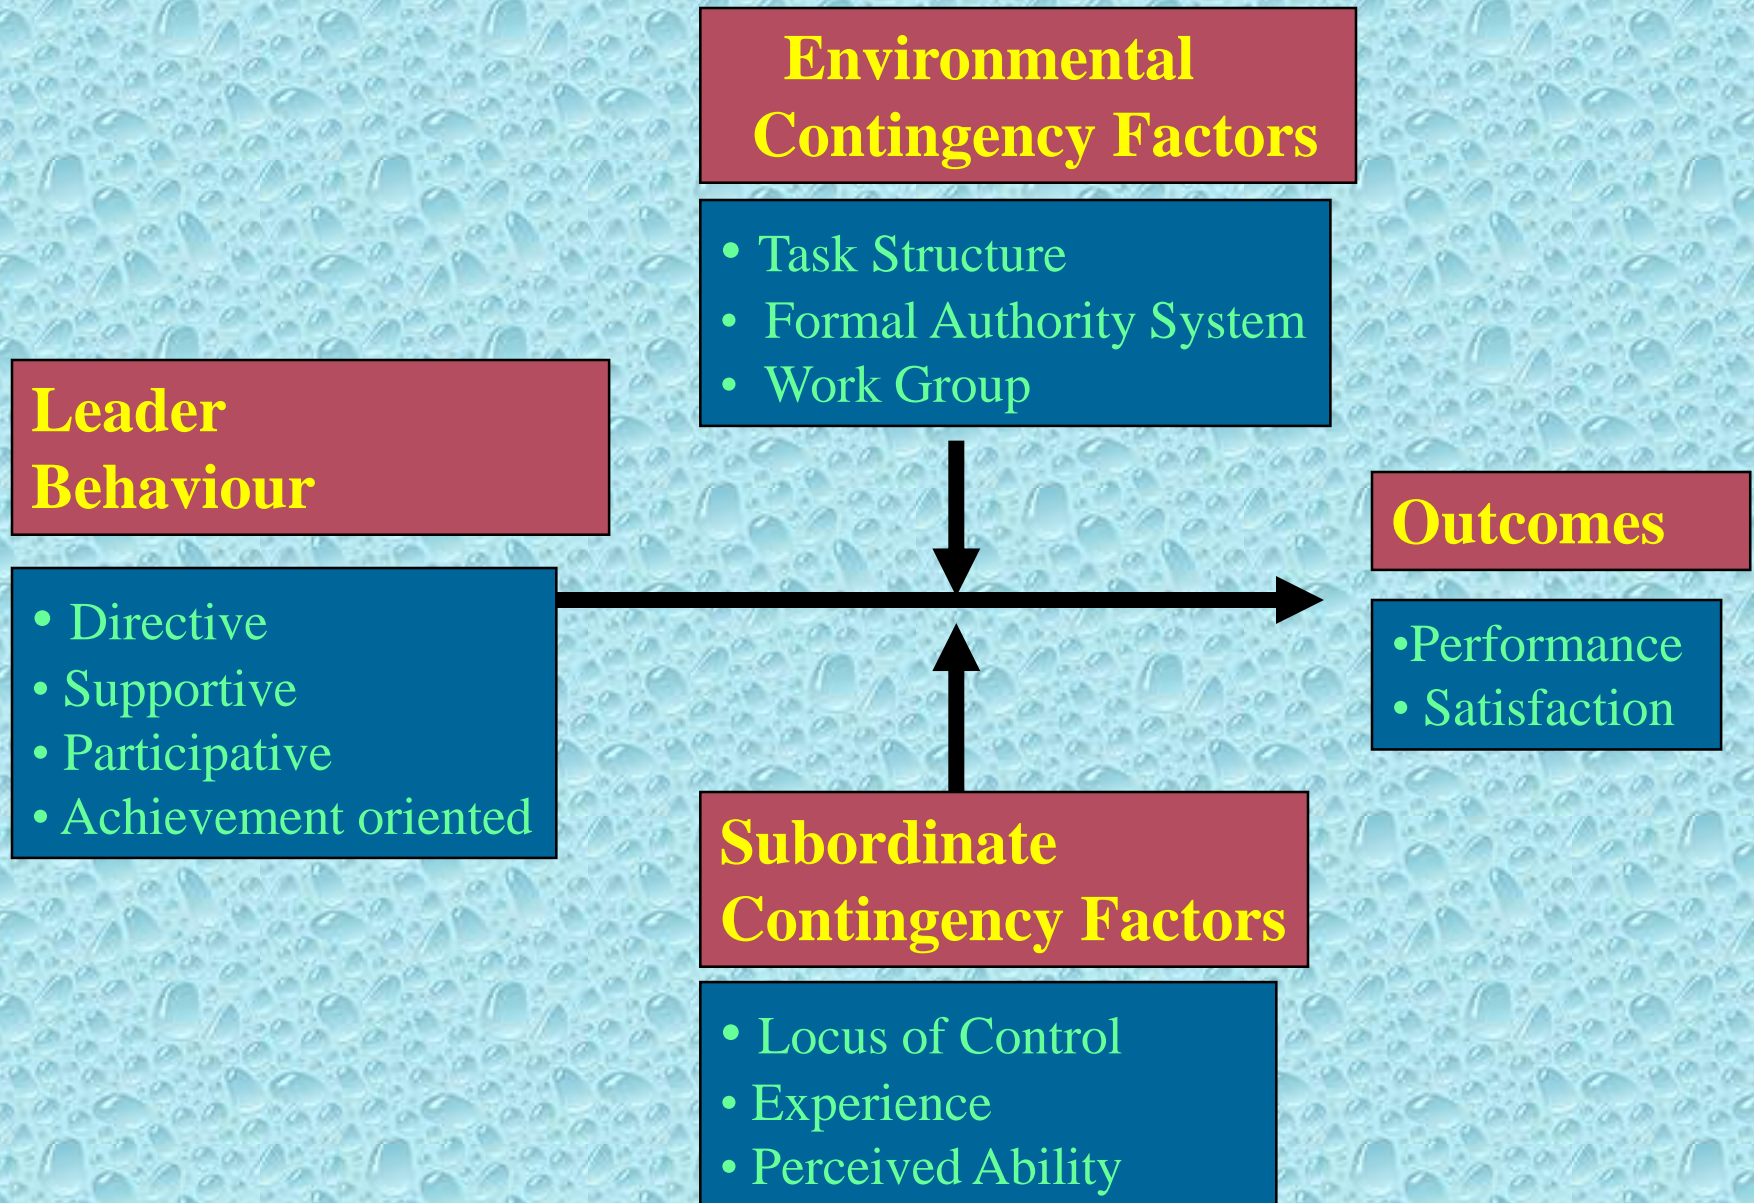 Environmental
Contingency Factors
• Task Structure
• Formal Authority System
• Work Group
Leader
Behaviour
• Directive
• Supportive
• Participative
• Achievement oriented
Outcomes
•Performance
• Satisfaction
Subordinate
Contingency Factors
• Locus of Control
• Experience
• Perceived Ability